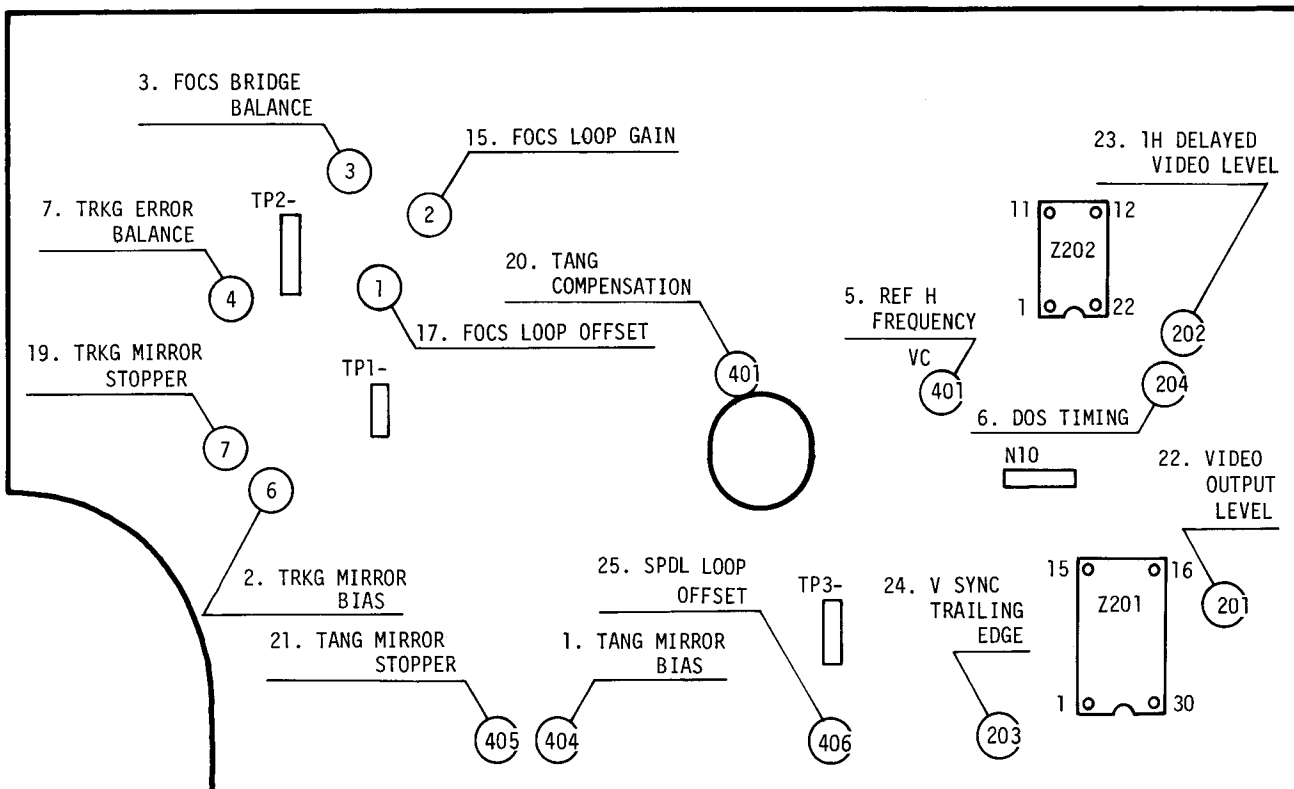 3. FOCS BRIDGE
BALANCE
3
15. FOCS LOOP GAIN
2
23. 1H DELAYED
VIDEO LEVEL
7. TRKG ERROR
BALANCE
4
TP2-
1
17. FOCS LOOP OFFSET
20. TANG
COMPENSATION
401
5. REF H
FREQUENCY
VC
401
11
12
Z202
1
22
202
204
6. DOS TIMING
19. TRKG MIRROR
STOPPER
7
TP1-
6
2. TRKG MIRROR
BIAS
N10
22. VIDEO
OUTPUT
LEVEL
201
21. TANG MIRROR
STOPPER
405
1. TANG MIRROR
BIAS
404
25. SPDL LOOP
OFFSET
406
TP3-
24. V SYNC
TRAILING
EDGE
203
15
16
Z201
1
30